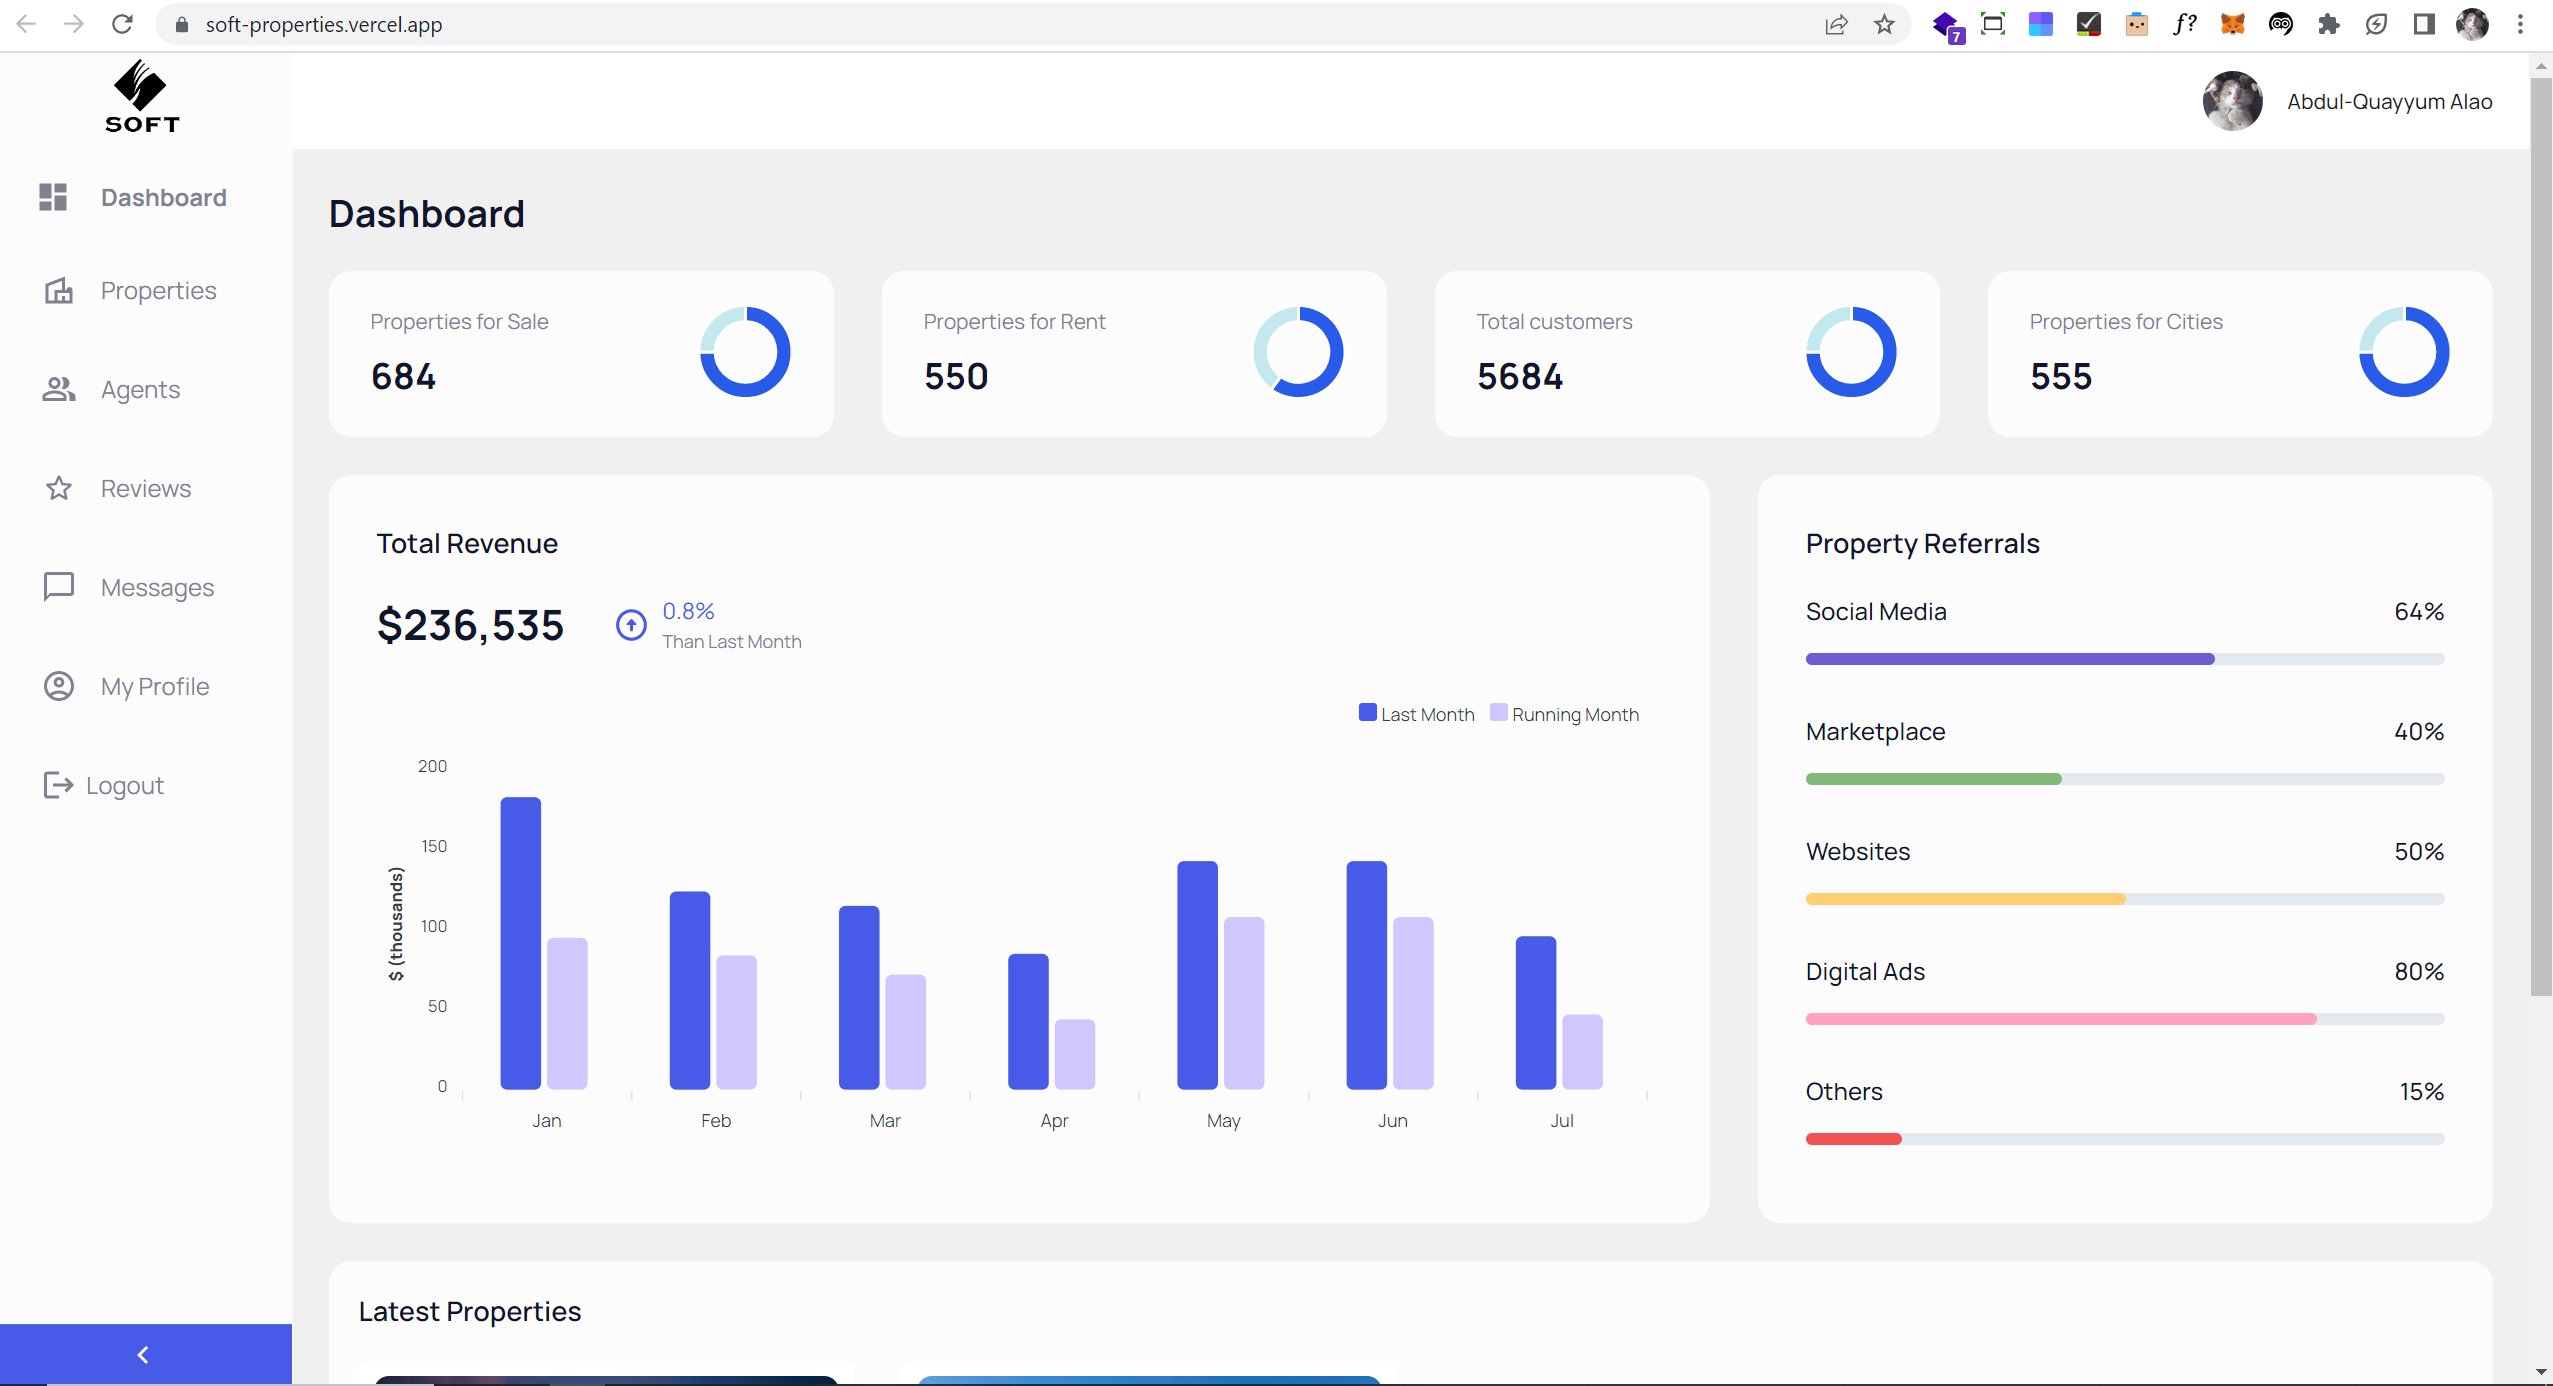 soft-properties.vercel.app
7
f?
SOFT
Abdul-Quayyum Alao
Dashboard
Properties
Agents
Reviews
Messages
My Profile
Logout
Dashboard
Properties for Sale
684
Properties for Rent
550
Total customers
5684
Properties for Cities
555
Total Revenue
$236,535
0.8%
Than Last Month
Last Month
Running Month
200
150
100
50
0
$ (thousands)
Jan
Feb
Mar
Apr
May
Jun
Jul
Property Referrals
Social Media
64%
Marketplace
40%
Websites
50%
Digital Ads
80%
Others
15%
Latest Properties